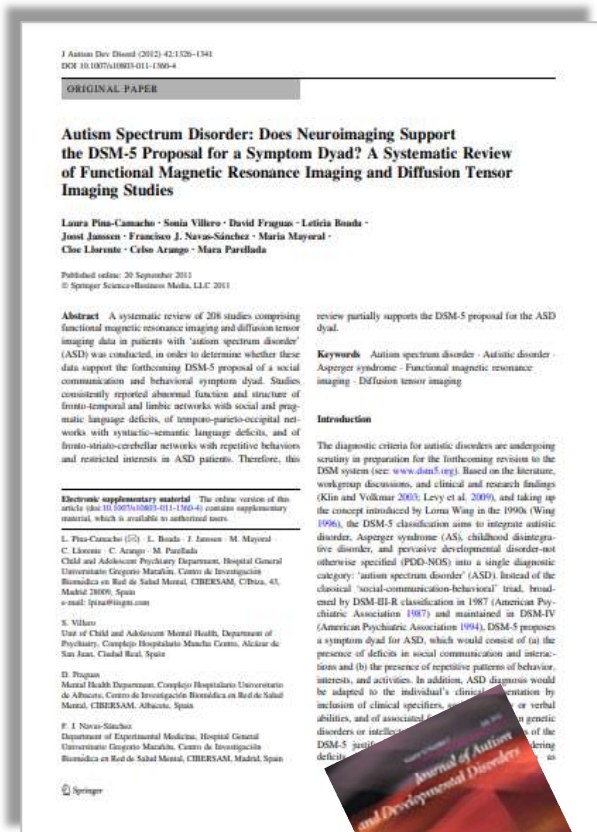 J Autism Dev Disord (2012) 42:1326–1341
DOI 10.1007/s10803-011-1360-4
ORIGINAL PAPER
Autism Spectrum Disorder: Does Neuroimaging Support
the DSM-5 Proposal for a Symptom Dyad? A Systematic Review
of Functional Magnetic Resonance Imaging and Diffusion Tensor
Imaging Studies
Laura Pina-Camacho · Sonia Villero · David Fraguas · Leticia Boada ·
Joost Janssen · Francisco J. Navas-Sánchez · Maria Mayoral ·
Cloe Llorente · Celso Arango · Mara Parellada
Published online: 20 September 2011
© Springer Science+Business Media, LLC 2011
Abstract A systematic review of 208 studies comprising
functional magnetic resonance imaging and diffusion tensor
imaging data in patients with 'autism spectrum disorder'
(ASD) was conducted, in order to determine whether these
data support the forthcoming DSM-5 proposal of a social
communication and behavioral symptom dyad. Studies
consistently reported abnormal function and structure of
fronto-temporal and limbic networks with social and prag-
matic language deficits, of temporo-parieto-occipital net-
works with syntactic–semantic language deficits, and of
fronto-striato-cerebellar networks with repetitive behaviors
and restricted interests in ASD patients. Therefore, this
Electronic supplementary material The online version of this
article (doi:10.1007/s10803-011-1360-4) contains supplementary
material, which is available to authorized users.
L. Pina-Camacho (✉) · L. Boada · J. Janssen · M. Mayoral ·
C. Llorente · C. Arango · M. Parellada
Child and Adolescent Psychiatry Department, Hospital General
Universitario Gregorio Marañón, Centro de Investigación
Biomédica en Red de Salud Mental, CIBERSAM, C/Ibiza, 43,
Madrid 28009, Spain
e-mail: lpina@hggm.com
S. Villero
Unit of Child and Adolescent Mental Health, Department of
Psychiatry, Complejo Hospitalario Mancha Centro, Alcázar de
San Juan, Ciudad Real, Spain
D. Fraguas
Mental Health Department, Complejo Hospitalario Universitario
de Albacete, Centro de Investigación Biomédica en Red de Salud
Mental, CIBERSAM, Albacete, Spain
F. J. Navas-Sánchez
Department of Experimental Medicine, Hospital General
Universitario Gregorio Marañón, Centro de Investigación
Biomédica en Red de Salud Mental, CIBERSAM, Madrid, Spain
Springer
review partially supports the DSM-5 proposal for the ASD
dyad.
Keywords Autism spectrum disorder · Autistic disorder ·
Asperger syndrome · Functional magnetic resonance
imaging · Diffusion tensor imaging
Introduction
The diagnostic criteria for autistic disorders are undergoing
scrutiny in preparation for the forthcoming revision to the
DSM system (see: www.dsm5.org). Based on the literature,
workgroup discussions, and clinical and research findings
(Klin and Volkmar 2003; Levy et al. 2009), and taking up
the concept introduced by Lorna Wing in the 1990s (Wing
1996), the DSM-5 classification aims to integrate autistic
disorder, Asperger syndrome (AS), childhood disintegra-
tive disorder, and pervasive developmental disorder-not
otherwise specified (PDD-NOS) into a single diagnostic
category: 'autism spectrum disorder' (ASD). Instead of the
classical 'social-communication-behavioral' triad, broad-
ened by DSM-III-R classification in 1987 (American Psy-
chiatric Association 1987) and maintained in DSM-IV
(American Psychiatric Association 1994), DSM-5 proposes
a symptom dyad for ASD, which would consist of (a) the
presence of deficits in social communication and interac-
tions and (b) the presence of repetitive patterns of behavior,
interests, and activities. In addition, ASD diagnosis would
be adapted to the individual's clinical entation by
inclusion of clinical specifiers, or verbal
abilities, and of associated genetic
disorders or of the
DSM-5
deficits as
Journal of Autism
and Developmental Disorders